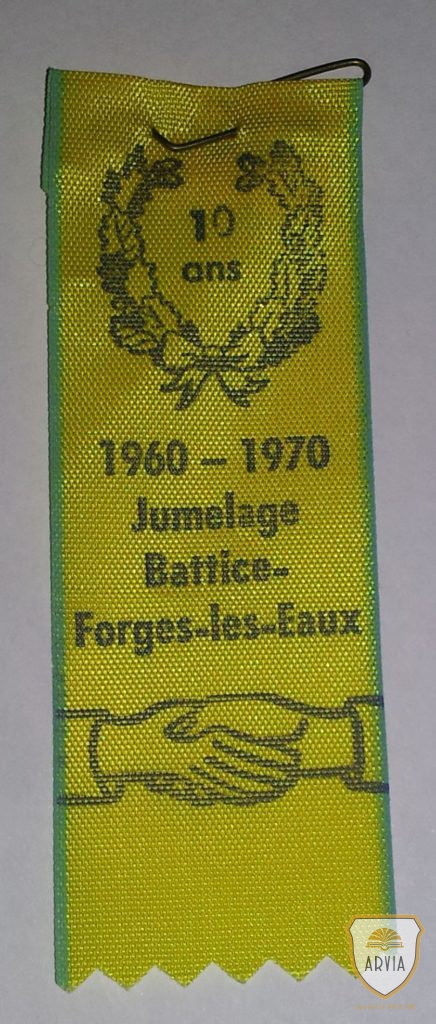 10
ans
1960 – 1970
Jumelage
Battice-
Forges-les-Eaux
ARVIA